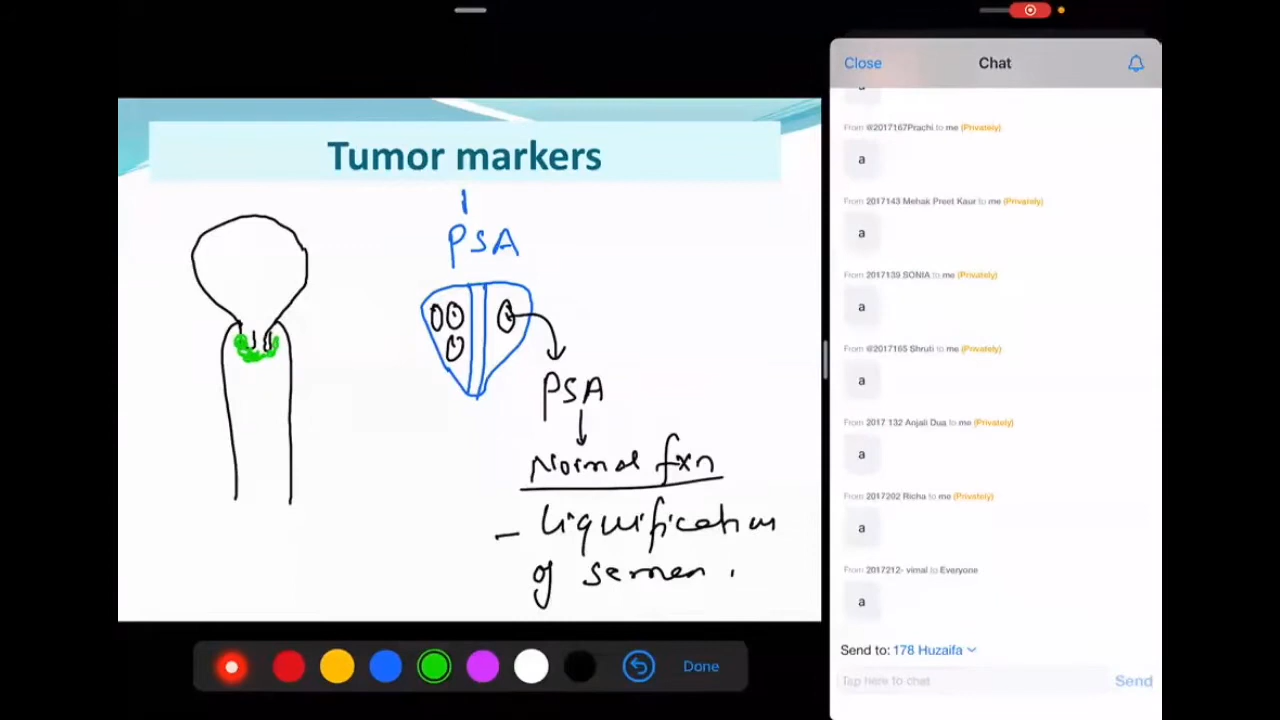 Tumor markers
PSA
PSA
Normal fxn
- liquification
of semen.
Done
Close
Chat
From @2017167Prachi to me (Privately)
a
From 2017143 Mehak Preet Kaur to me (Privately)
a
From 2017139 SONIA to me (Privately)
a
From @2017165 Shruti to me (Privately)
a
From 2017 132 Anjali Dua to me (Privately)
a
From 2017202 Richa to me (Privately)
a
From 2017212- vimal to Everyone
a
Send to: 178 Huzaifa
Tap here to chat
Send